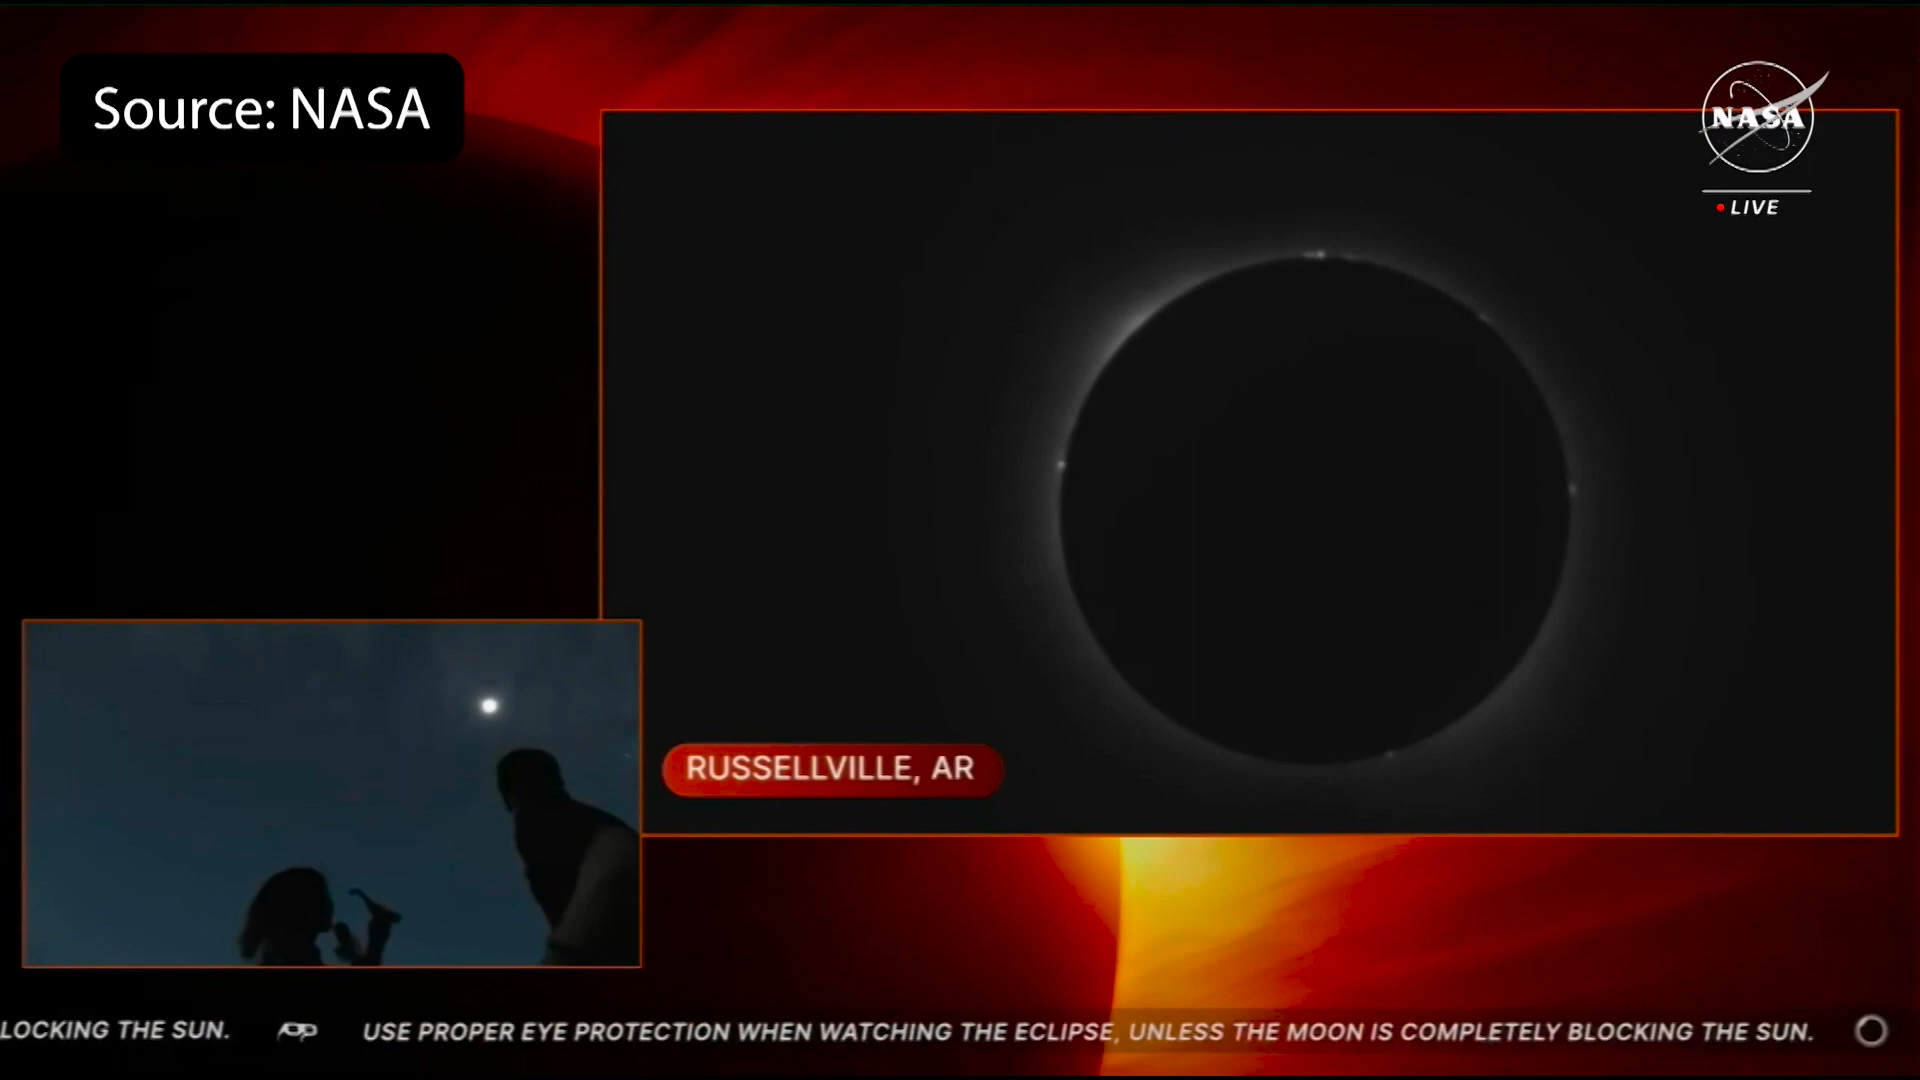 Source: NASA
NASA
LIVE
RUSSELLVILLE, AR
LOCKING THE SUN. USE PROPER EYE PROTECTION WHEN WATCHING THE ECLIPSE, UNLESS THE MOON IS COMPLETELY BLOCKING THE SUN.